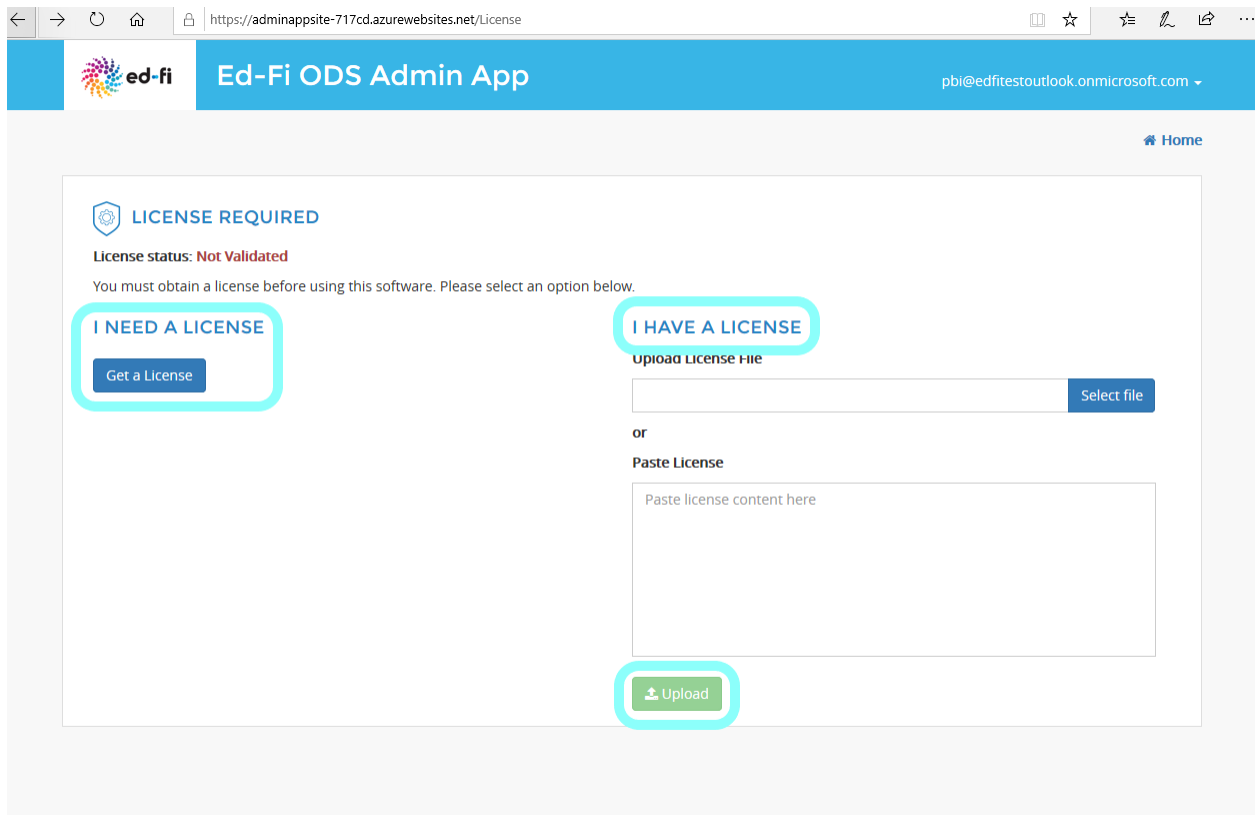 https://adminappsite-717cd.azurewebsites.net/License
ed-fi
Ed-Fi ODS Admin App
pbi@edfitestoutlook.onmicrosoft.com
Home
LICENSE REQUIRED
License status: Not Validated
You must obtain a license before using this software. Please select an option below.
I NEED A LICENSE
Get a License
I HAVE A LICENSE
Upload License File
Select file
or
Paste License
Paste license content here
Upload